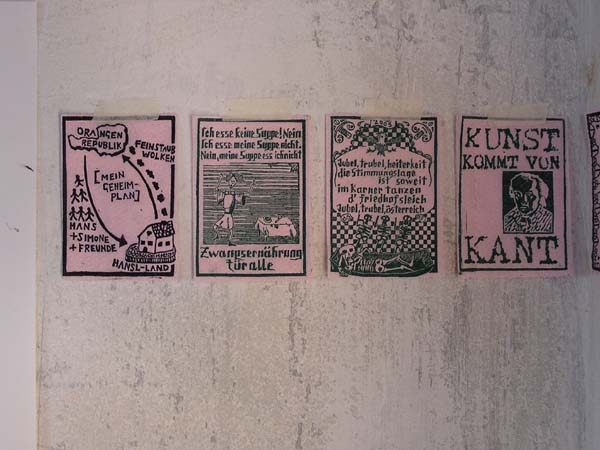 ORANGEN
REPUBLIK
FEINSTAUB
WOLKEN
[MEIN
GEHEIM-
PLAN]
HANS
+SIMONE
+FREUNDE
HANSL-LAND
Ich esse keine Suppe! Nein
Ich esse meine Suppe nicht.
Nein, meine Suppe ess ich nicht
Zwangsernährung
für alle
Jubel, trubel, heiterkeit
die Stimmungslage
ist soweit
im karner tanzen
d' friedhofsleich
Jubel, trubel, österreich
KUNST
KOMMT VON
KANT